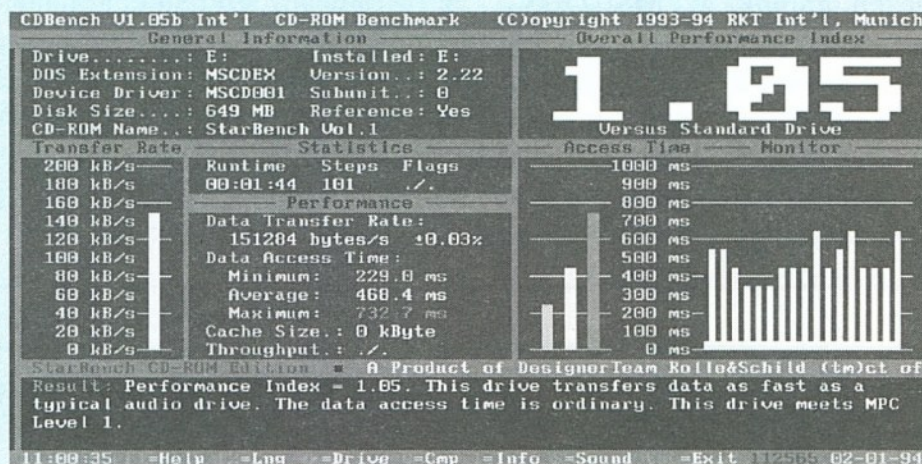 CDBench V1.05b Int'l CD-ROM Benchmark (C)opyright 1993-94 RKT Int'l, Munich
General Information
Drive........: E: Installed: E:
DOS Extension: MSCDEX Version..: 2.22
Device Driver: MSCD001 Subunit..: 0
Disk Size....: 649 MB Reference: Yes
CD-ROM Name..: StarBench Vol.1
Overall Performance Index
1.05
Versus Standard Drive
Transfer Rate
200 kB/s
180 kB/s
160 kB/s
140 kB/s
120 kB/s
100 kB/s
80 kB/s
60 kB/s
40 kB/s
20 kB/s
0 kB/s
Statistics
Runtime Steps Flags
00:01:44 101 ./.
Performance
Data Transfer Rate:
151284 bytes/s ±0.03%
Data Access Time:
Minimum: 229.0 ms
Average: 460.4 ms
Maximum: 732.7 ms
Cache Size.: 0 kByte
Throughput.: ./.
Access Time Monitor
1000 ms
900 ms
800 ms
700 ms
600 ms
500 ms
400 ms
300 ms
200 ms
100 ms
0 ms
StarBench CD-ROM Edition ■ A Product of DesignerTeam Rolle&Schild (tm)ct of
Result: Performance Index = 1.05. This drive transfers data as fast as a
typical audio drive. The data access time is ordinary. This drive meets MPC
Level 1.
11:00:35 =Help =Lng =Drive =Cmp =Info =Sound =Exit 112565 02-01-94